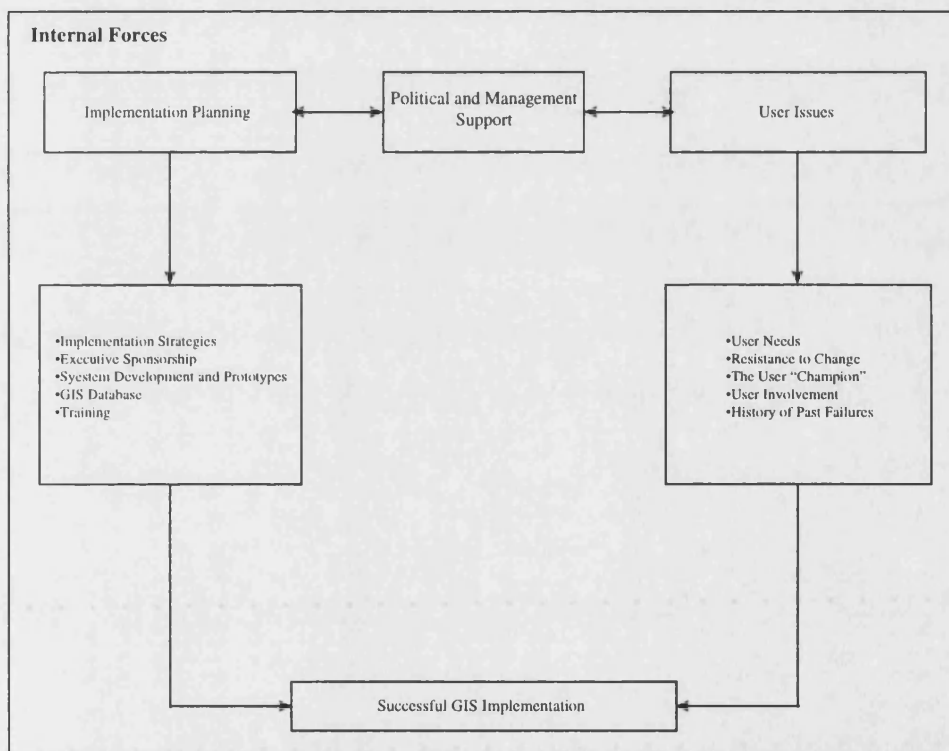 Internal Forces
Implementation Planning
Political and Management
Support
User Issues
•Implementation Strategies
•Executive Sponsorship
•Syestem Development and Prototypes
•GIS Database
•Training
•User Needs
•Resistance to Change
•The User “Champion”
•User Involvement
•History of Past Failures
Successful GIS Implementation